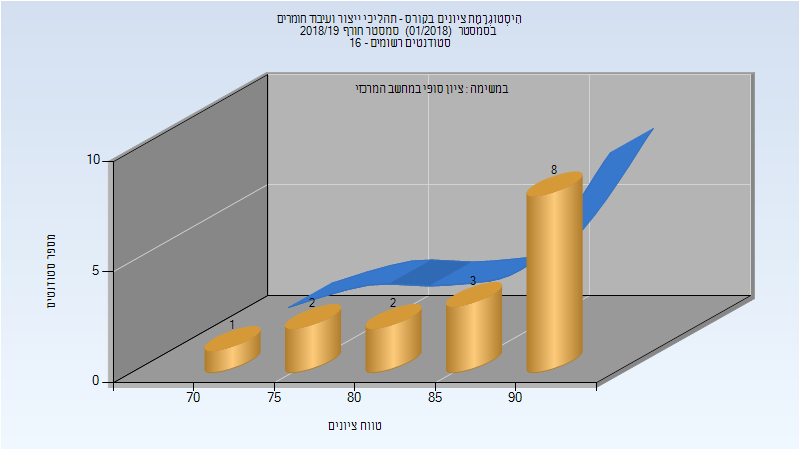 הִיסְטוֹגְרָמַת ציונים בקורס - תהליכי ייצור ועיבוד חומרים
בסמסטר (01/2018) סמסטר חורף 2018/19
סטודנטים רשומים - 16
במשימה : ציון סופי במחשב המרכזי
מספר סטודנטים
10
5
0
1
2
2
3
8
70
75
80
85
90
טווח ציונים